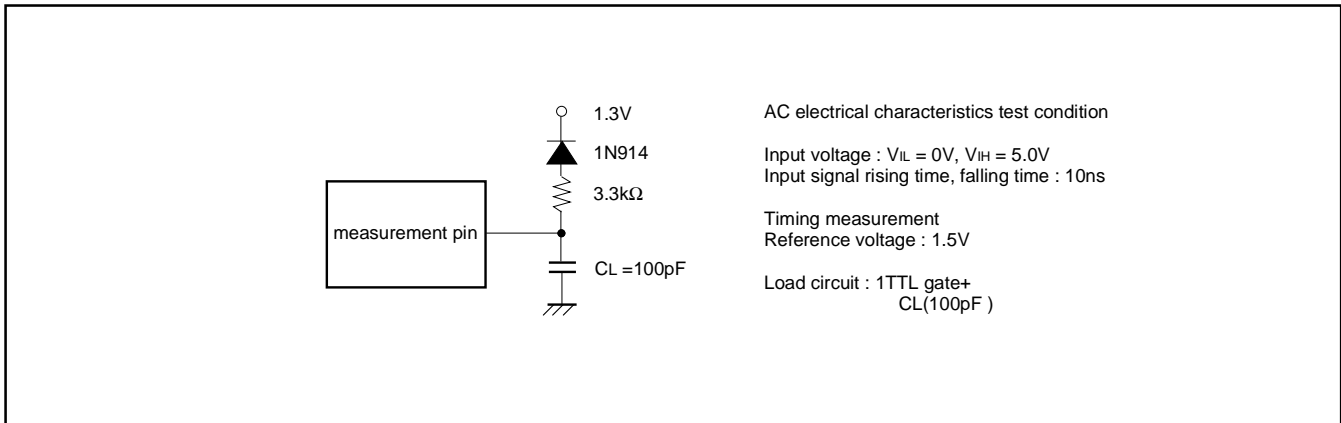 1.3V
1N914
3.3kΩ
measurement pin
CL =100pF
AC electrical characteristics test condition
Input voltage : VIL = 0V, VIH = 5.0V
Input signal rising time, falling time : 10ns
Timing measurement
Reference voltage : 1.5V
Load circuit : 1TTL gate+
CL(100pF )